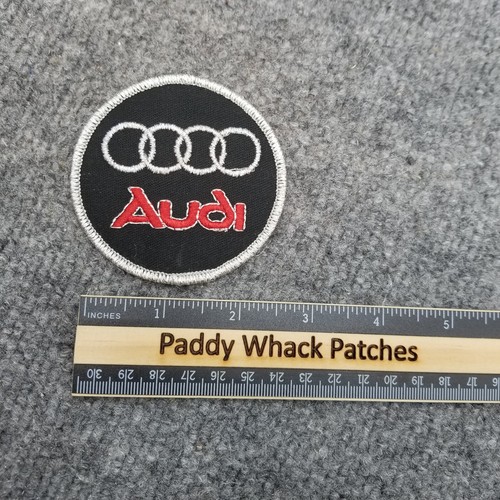 Audi
INCHES 1 2 3 4 5
Paddy Whack Patches
30 29 28 27 26 25 24 23 22 21 20 19 18 17 16